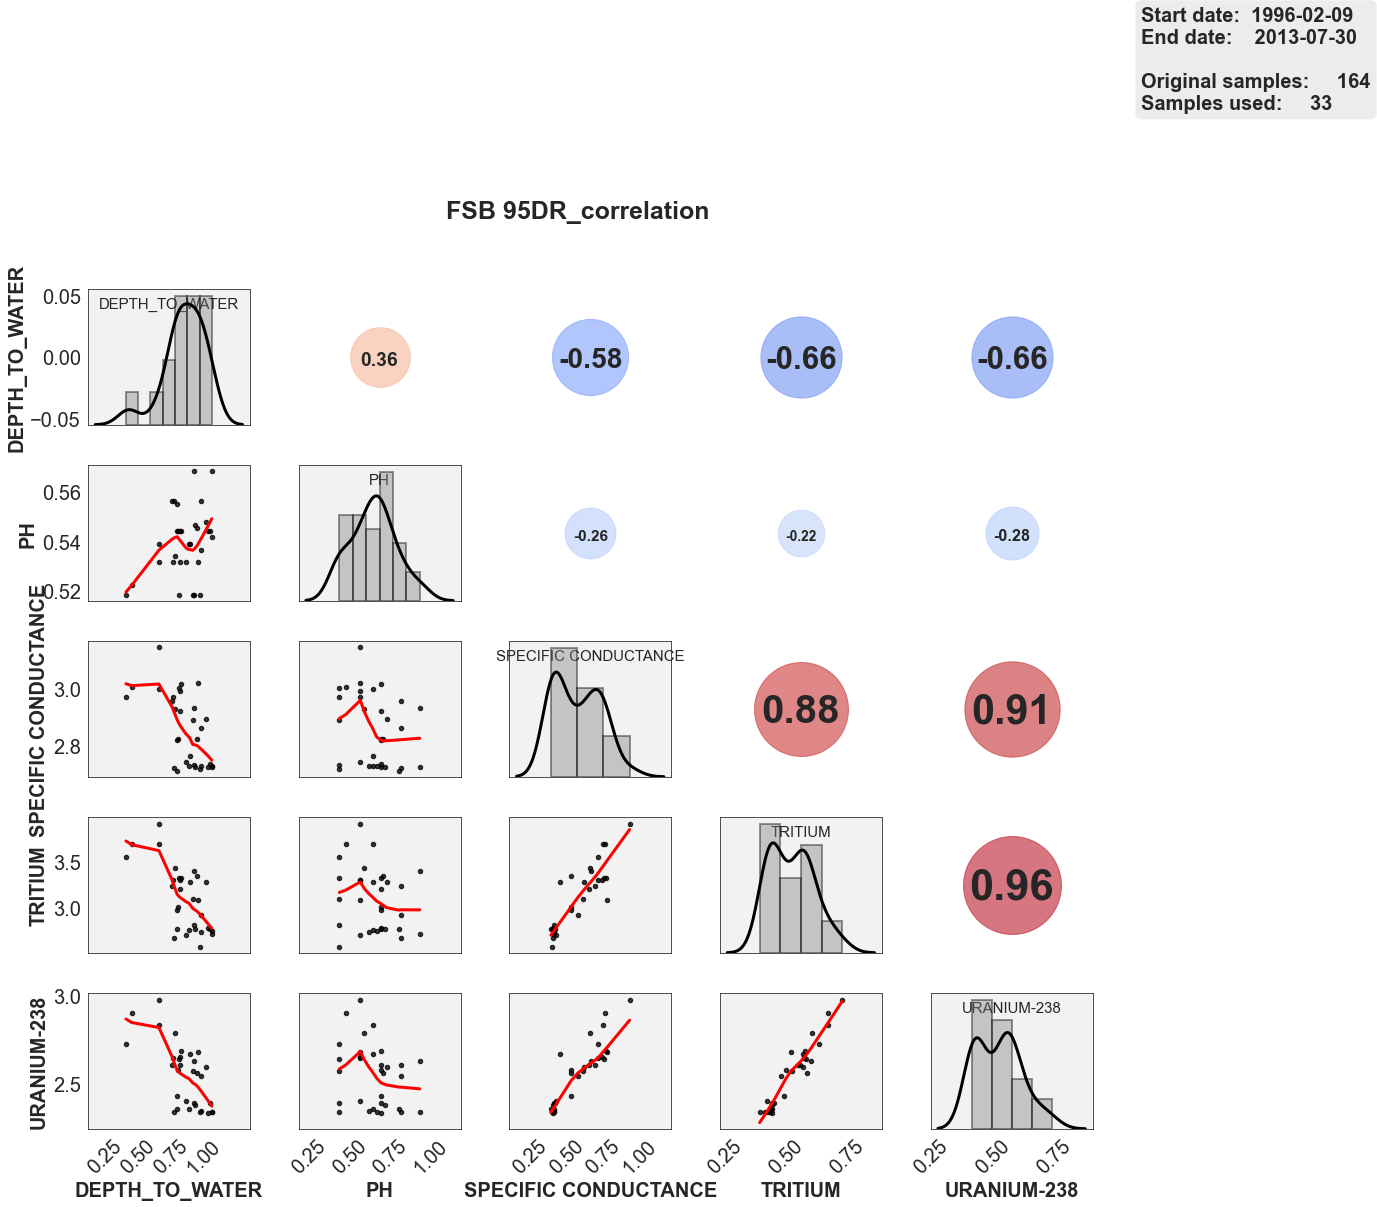 Start date: 1996-02-09
End date: 2013-07-30
Original samples: 164
Samples used: 33
FSB 95DR_correlation
DEPTH_TO_WATER
0.05
0.00
−0.05
DEPTH_TO_WATER
0.36
-0.58
-0.66
-0.66
PH
0.56
0.54
0.52
PH
-0.26
-0.22
-0.28
SPECIFIC CONDUCTANCE
3.0
2.8
SPECIFIC CONDUCTANCE
0.88
0.91
TRITIUM
3.5
3.0
TRITIUM
0.96
URANIUM-238
3.0
2.5
URANIUM-238
0.25 0.50 0.75 1.00
0.25 0.50 0.75 1.00
0.25 0.50 0.75 1.00
0.25 0.50 0.75
0.25 0.50 0.75
DEPTH_TO_WATER
PH
SPECIFIC CONDUCTANCE
TRITIUM
URANIUM-238